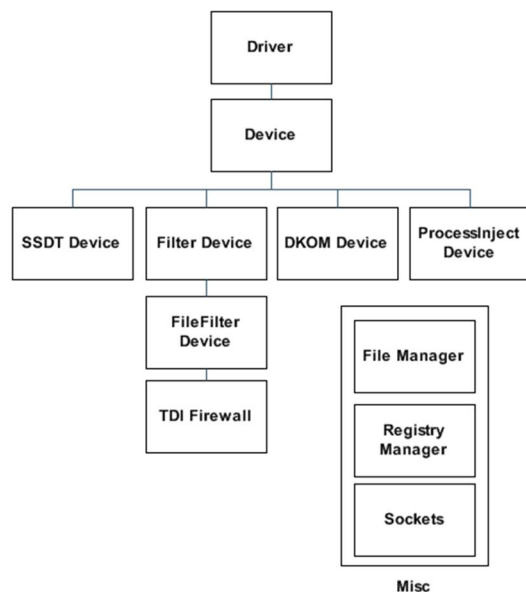 Driver
Device
SSDT Device
Filter Device
DKOM Device
ProcessInject
Device
FileFilter
Device
TDI Firewall
File Manager
Registry
Manager
Sockets
Misc